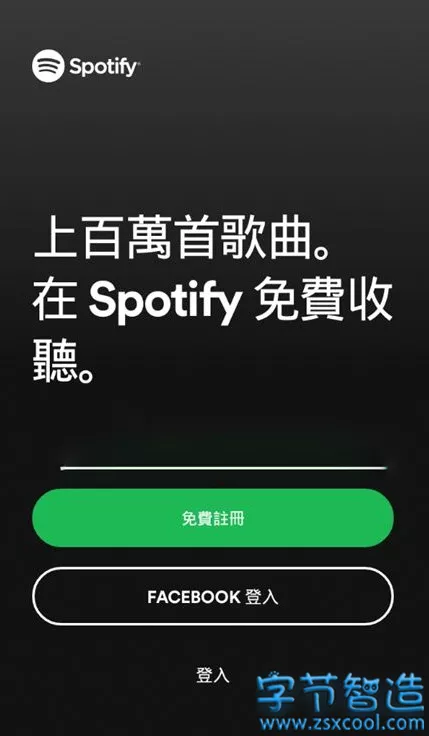 Spotify
上百萬首歌曲。
在 Spotify 免費收
聽。
免費註冊
FACEBOOK 登入
登入
字节智造
www.zsxcool.com